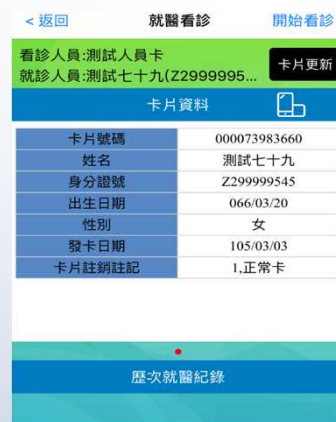 < 返回 就醫看診 開始看診
看診人員:測試人員卡
就診人員:測試七十九(Z2999995...
卡片更新
卡片資料
卡片號碼 000073983660
姓名 測試七十九
身分證號 Z299999545
出生日期 066/03/20
性別 女
發卡日期 105/03/03
卡片註銷註記 1,正常卡
歷次就醫紀錄